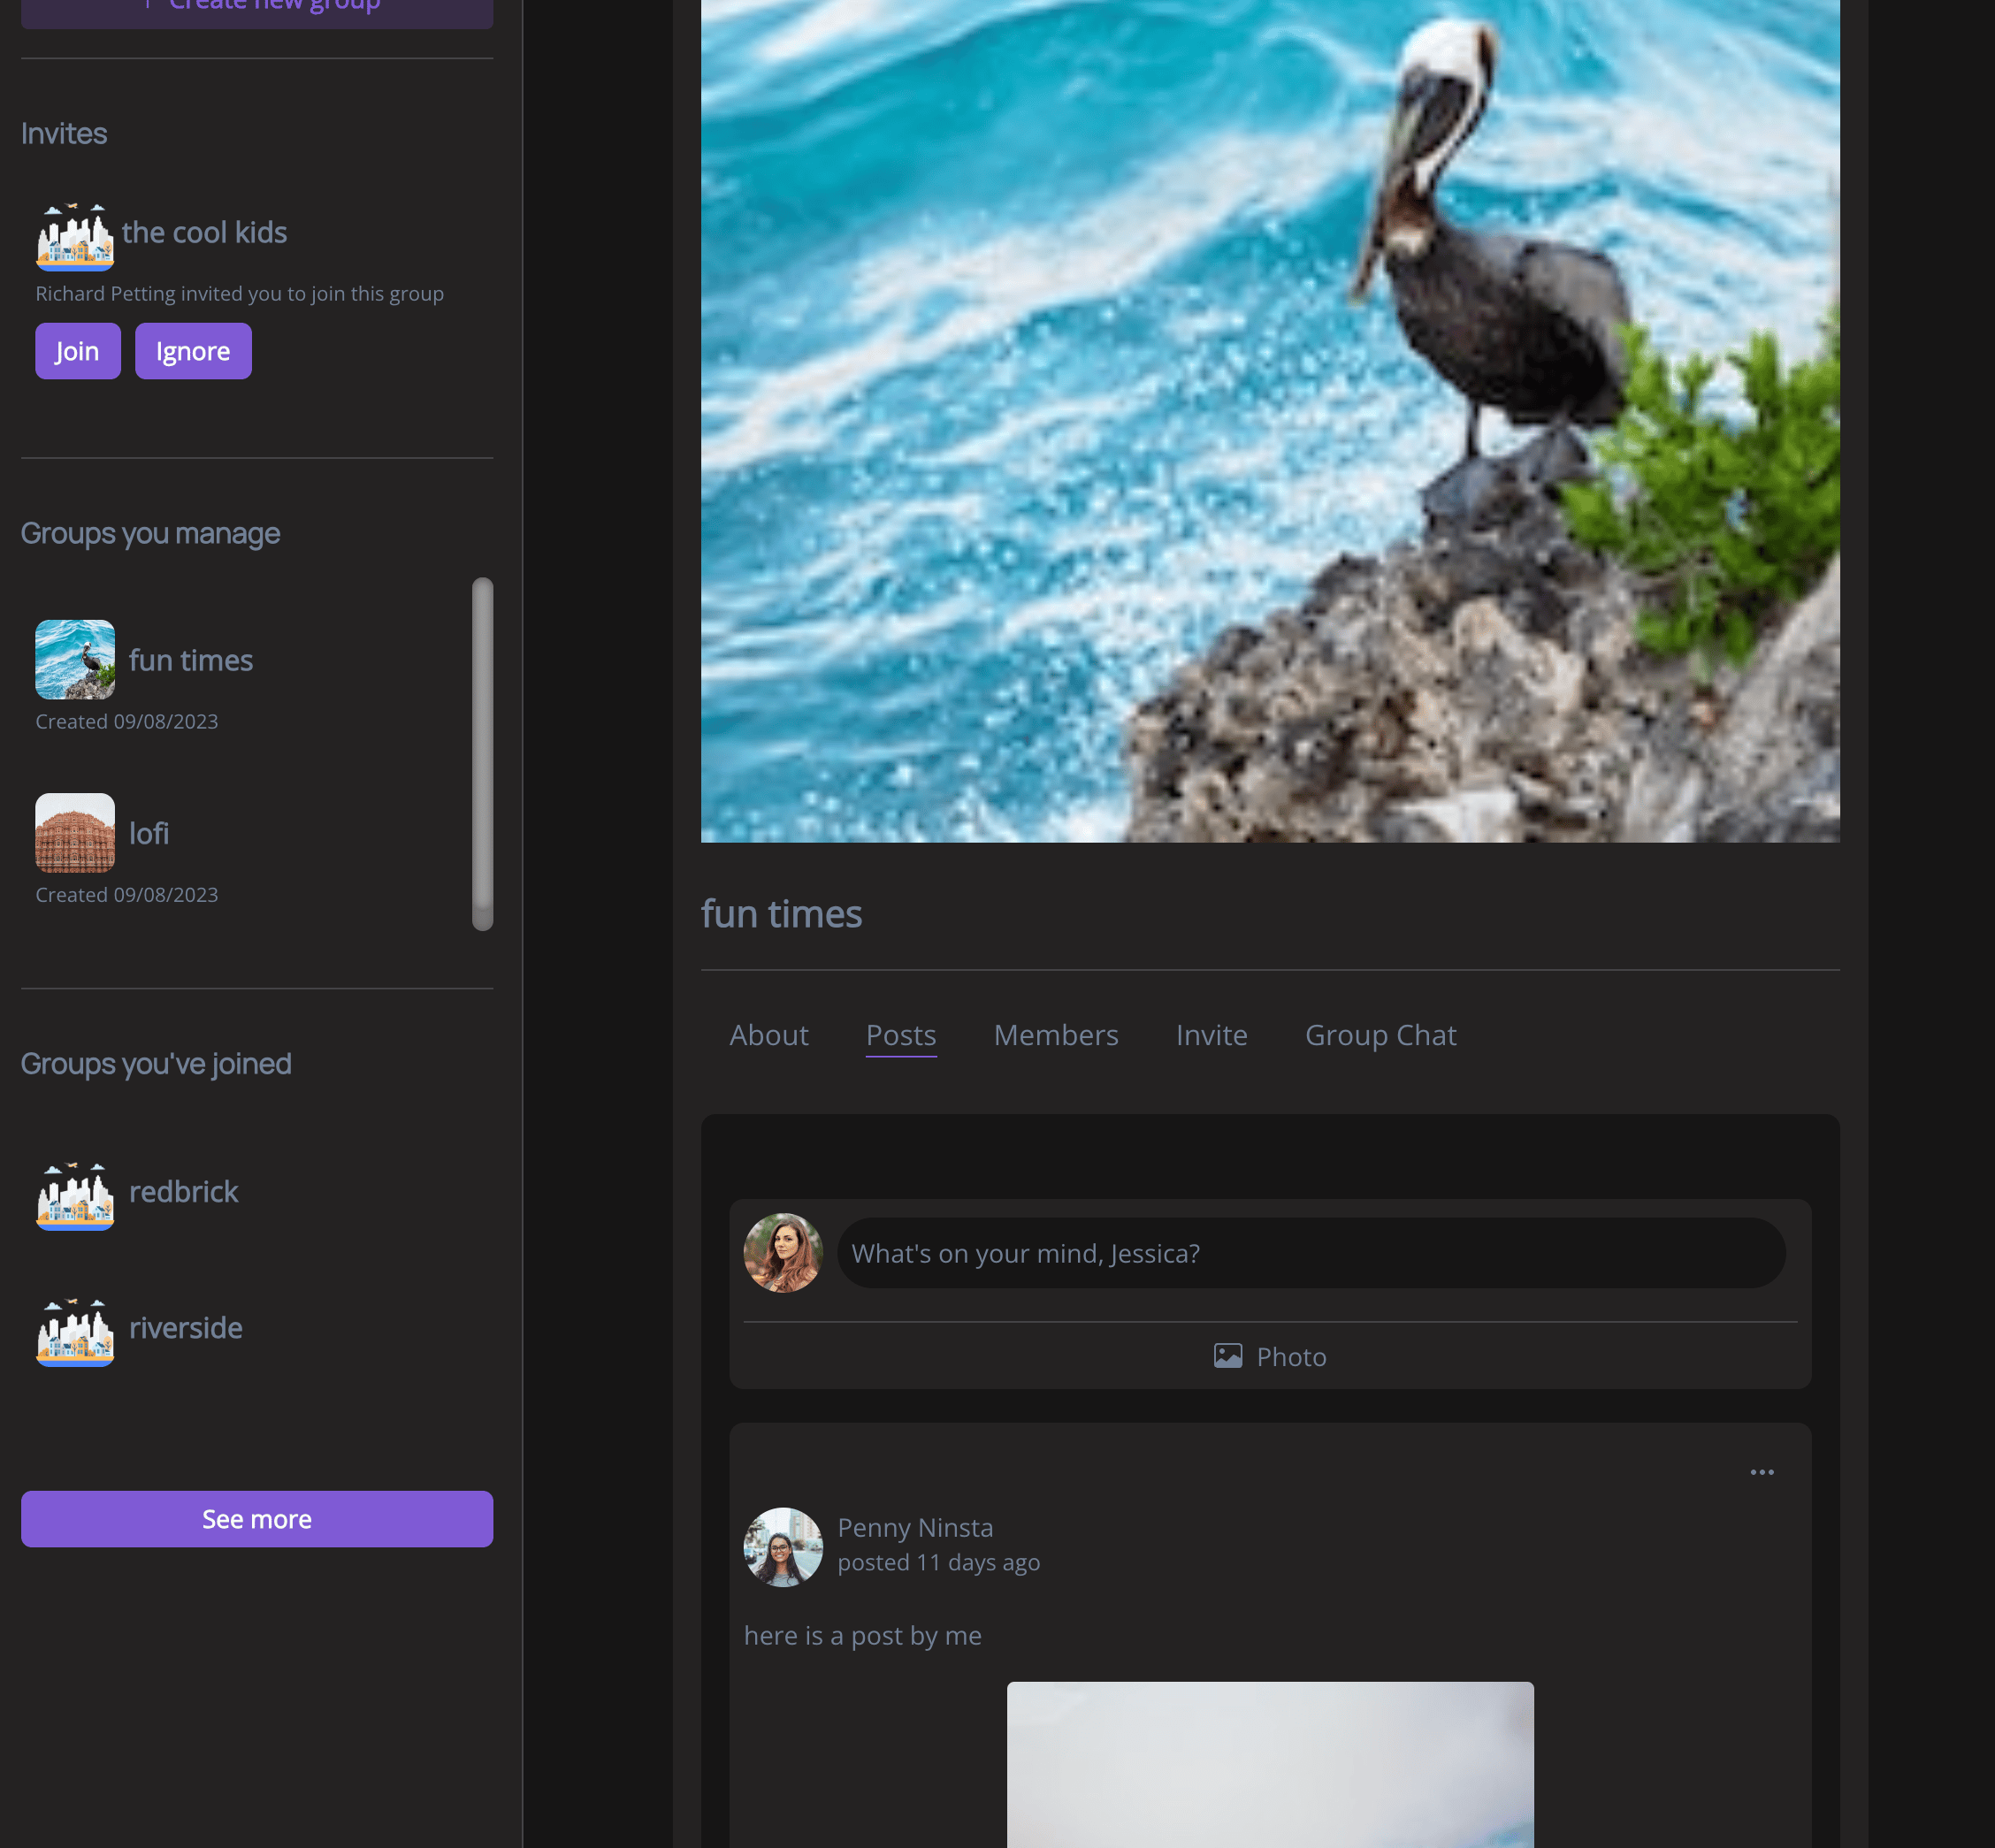 Create new group
Invites
the cool kids
Richard Petting invited you to join this group
Join
Ignore
Groups you manage
fun times
Created 09/08/2023
lofi
Created 09/08/2023
Groups you've joined
redbrick
riverside
See more
fun times
About
Posts
Members
Invite
Group Chat
What's on your mind, Jessica?
Photo
Penny Ninsta
posted 11 days ago
here is a post by me